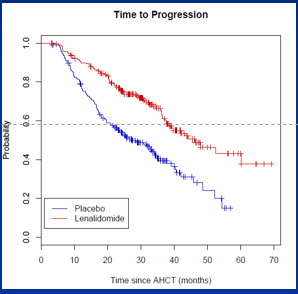 Time to Progression
Probability
1.0
0.8
0.6
0.4
0.2
0.0
Placebo
Lenalidomide
0 10 20 30 40 50 60 70
Time since AHCT (months)